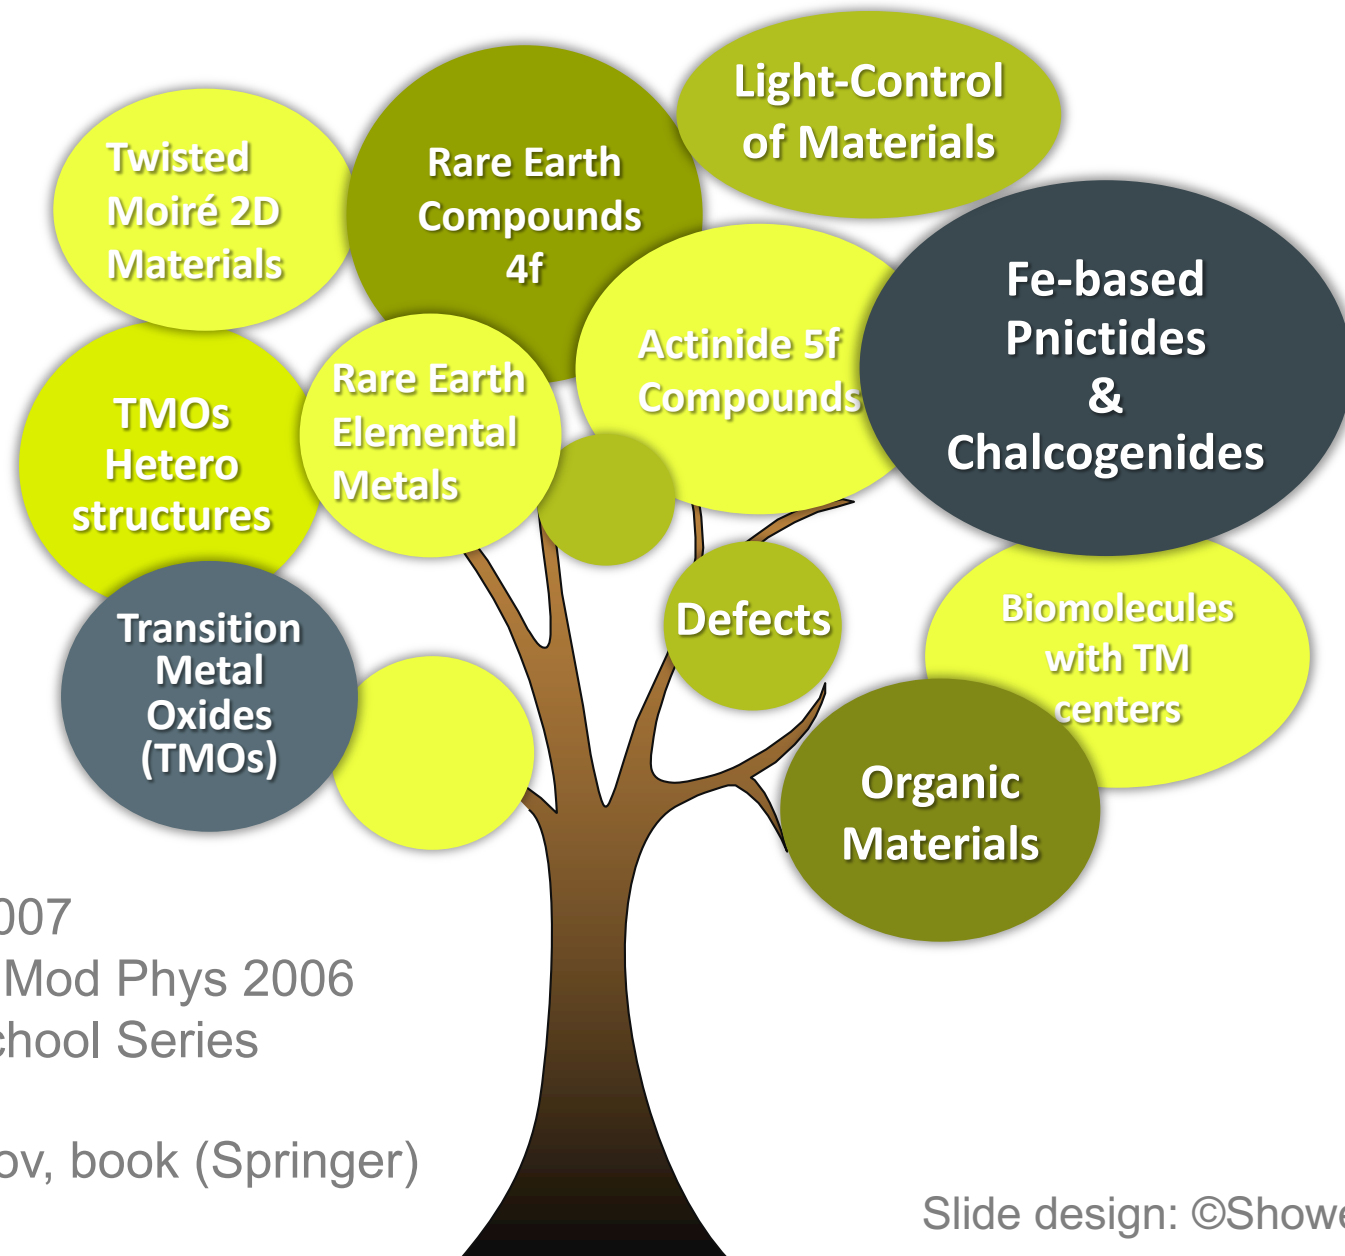 Light-Control
of Materials
Twisted
Moiré 2D
Materials
Rare Earth
Compounds
4f
Fe-based
Pnictides
&
Chalcogenides
Actinide 5f
Compounds
Rare Earth
Elemental
Metals
TMOs
Hetero
structures
Defects
Biomolecules
with TM
centers
Transition
Metal
Oxides
(TMOs)
Organic
Materials
007
Mod Phys 2006
chool Series
ov, book (Springer)
Slide design: ©Showe